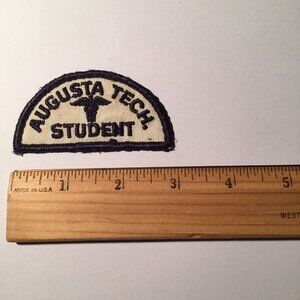 AUGUSTA TECH.
STUDENT
1 2 3 4 5
MADE IN U.S.A
WEST